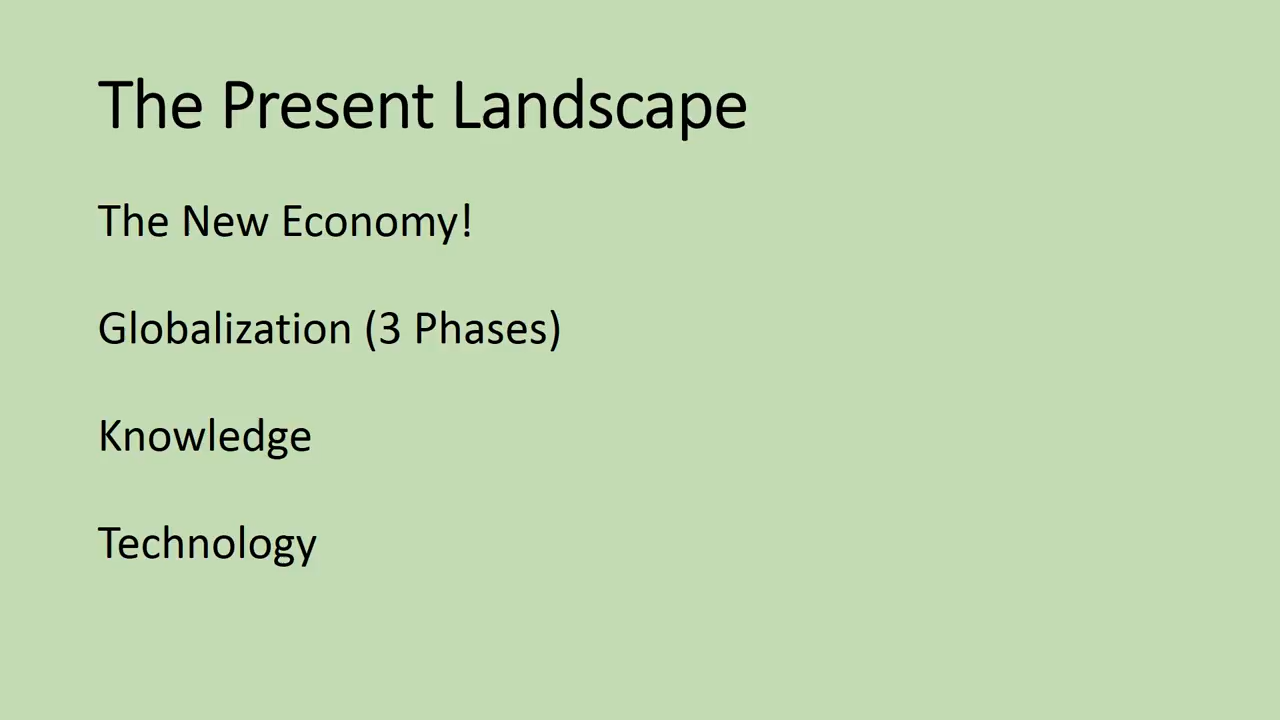 The Present Landscape
The New Economy!
Globalization (3 Phases)
Knowledge
Technology